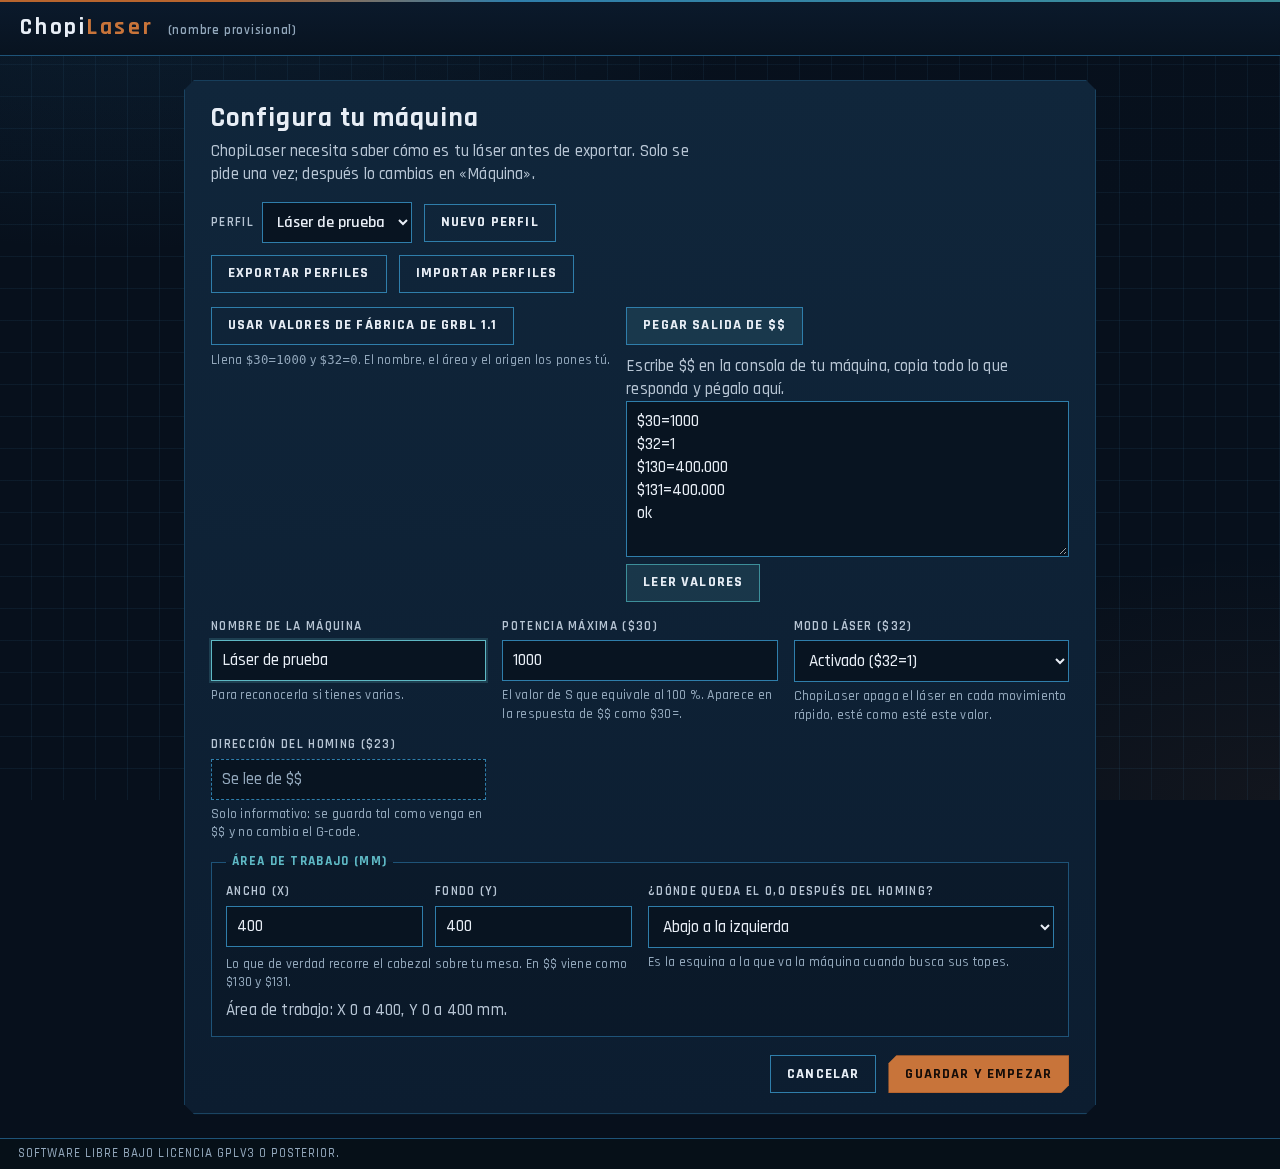 ChopiLaser (nombre provisional)
Configura tu máquina
ChopiLaser necesita saber cómo es tu láser antes de exportar. Solo se
pide una vez; después lo cambias en «Máquina».
PERFIL Láser de prueba NUEVO PERFIL
EXPORTAR PERFILES IMPORTAR PERFILES
USAR VALORES DE FÁBRICA DE GRBL 1.1
Llena $30=1000 y $32=0. El nombre, el área y el origen los pones tú.
PEGAR SALIDA DE $$
Escribe $$ en la consola de tu máquina, copia todo lo que
responda y pégalo aquí.
$30=1000
$32=1
$130=400.000
$131=400.000
ok
LEER VALORES
NOMBRE DE LA MÁQUINA
Láser de prueba
Para reconocerla si tienes varias.
POTENCIA MÁXIMA ($30)
1000
El valor de S que equivale al 100 %. Aparece en
la respuesta de $$ como $30=.
MODO LÁSER ($32)
Activado ($32=1)
ChopiLaser apaga el láser en cada movimiento
rápido, esté como esté este valor.
DIRECCIÓN DEL HOMING ($23)
Se lee de $$
Solo informativo: se guarda tal como venga en
$$ y no cambia el G-code.
ÁREA DE TRABAJO (MM)
ANCHO (X)
400
FONDO (Y)
400
Lo que de verdad recorre el cabezal sobre tu mesa. En $$ viene como
$130 y $131.
¿DÓNDE QUEDA EL 0,0 DESPUÉS DEL HOMING?
Abajo a la izquierda
Es la esquina a la que va la máquina cuando busca sus topes.
Área de trabajo: X 0 a 400, Y 0 a 400 mm.
CANCELAR GUARDAR Y EMPEZAR
SOFTWARE LIBRE BAJO LICENCIA GPLV3 O POSTERIOR.